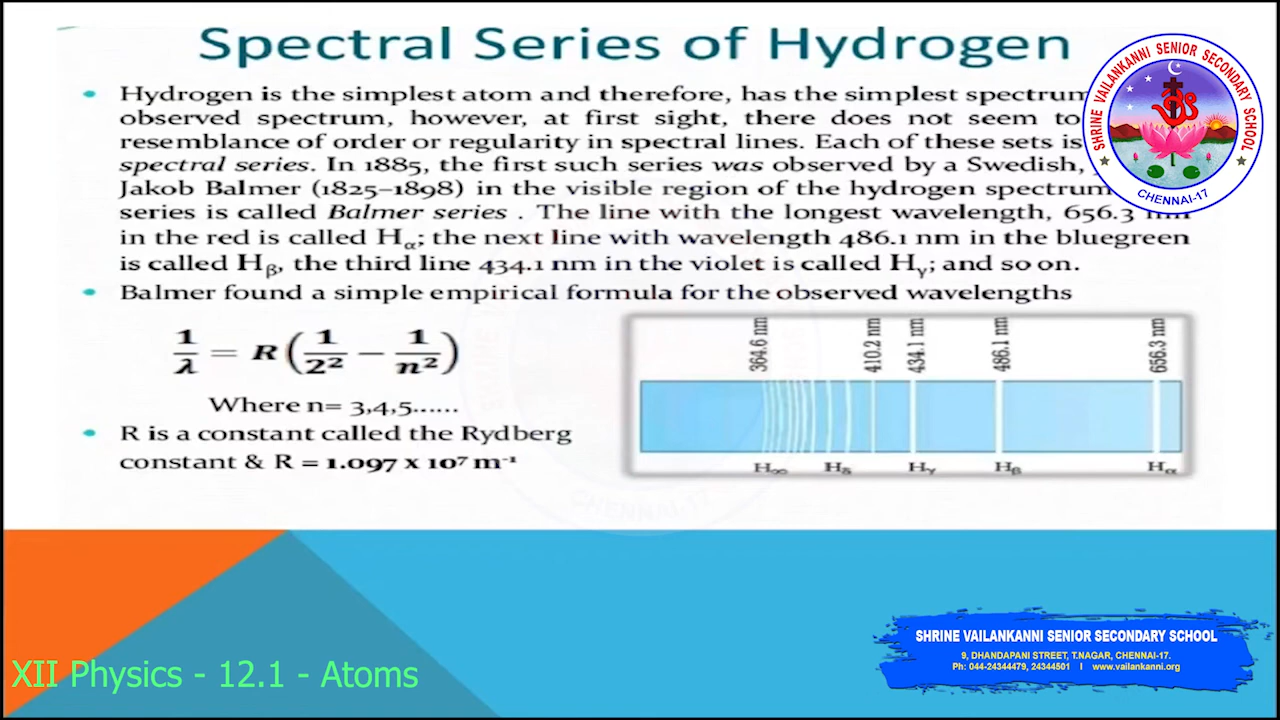 Spectral Series of Hydrogen
• Hydrogen is the simplest atom and therefore, has the simplest spectrum
observed spectrum, however, at first sight, there does not seem to
resemblance of order or regularity in spectral lines. Each of these sets is
spectral series. In 1885, the first such series was observed by a Swedish,
Jakob Balmer (1825–1898) in the visible region of the hydrogen spectrum
series is called Balmer series . The line with the longest wavelength, 656.3 nm
in the red is called Hα; the next line with wavelength 486.1 nm in the bluegreen
is called Hβ, the third line 434.1 nm in the violet is called Hγ; and so on.
• Balmer found a simple empirical formula for the observed wavelengths
1/λ = R(1/2² − 1/n²)
Where n= 3,4,5......
• R is a constant called the Rydberg
constant & R = 1.097 x 10⁷ m⁻¹
364.6 nm 410.2 nm 434.1 nm 486.1 nm 656.3 nm
H∞ Hδ Hγ Hβ Hα
SHRINE VAILANKANNI SENIOR SECONDARY SCHOOL
CHENNAI-17
CHENNAI-17
XII Physics - 12.1 - Atoms
SHRINE VAILANKANNI SENIOR SECONDARY SCHOOL
9, DHANDAPANI STREET, T.NAGAR, CHENNAI-17.
Ph: 044-24344479, 24344501 I www.vailankanni.org